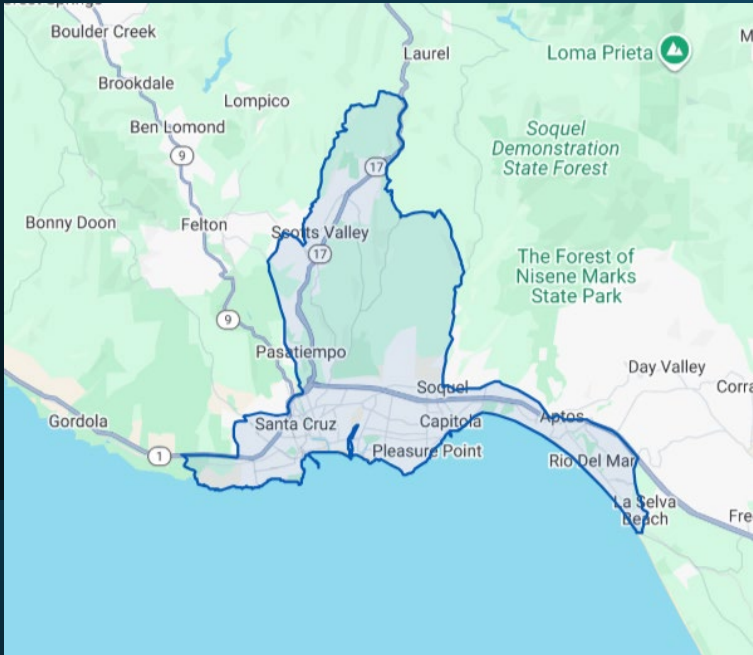 Boulder Creek
Laurel
Loma Prieta
Brookdale
Lompico
Ben Lomond
9
17
Soquel
Demonstration
State Forest
Bonny Doon
Felton
Scotts Valley
17
The Forest of
Nisene Marks
State Park
9
Pasatiempo
Day Valley
Soquel
Corra
Gordola
Santa Cruz
Capitola
Aptos
1
Pleasure Point
Rio Del Mar
La Selva
Beach
Fre